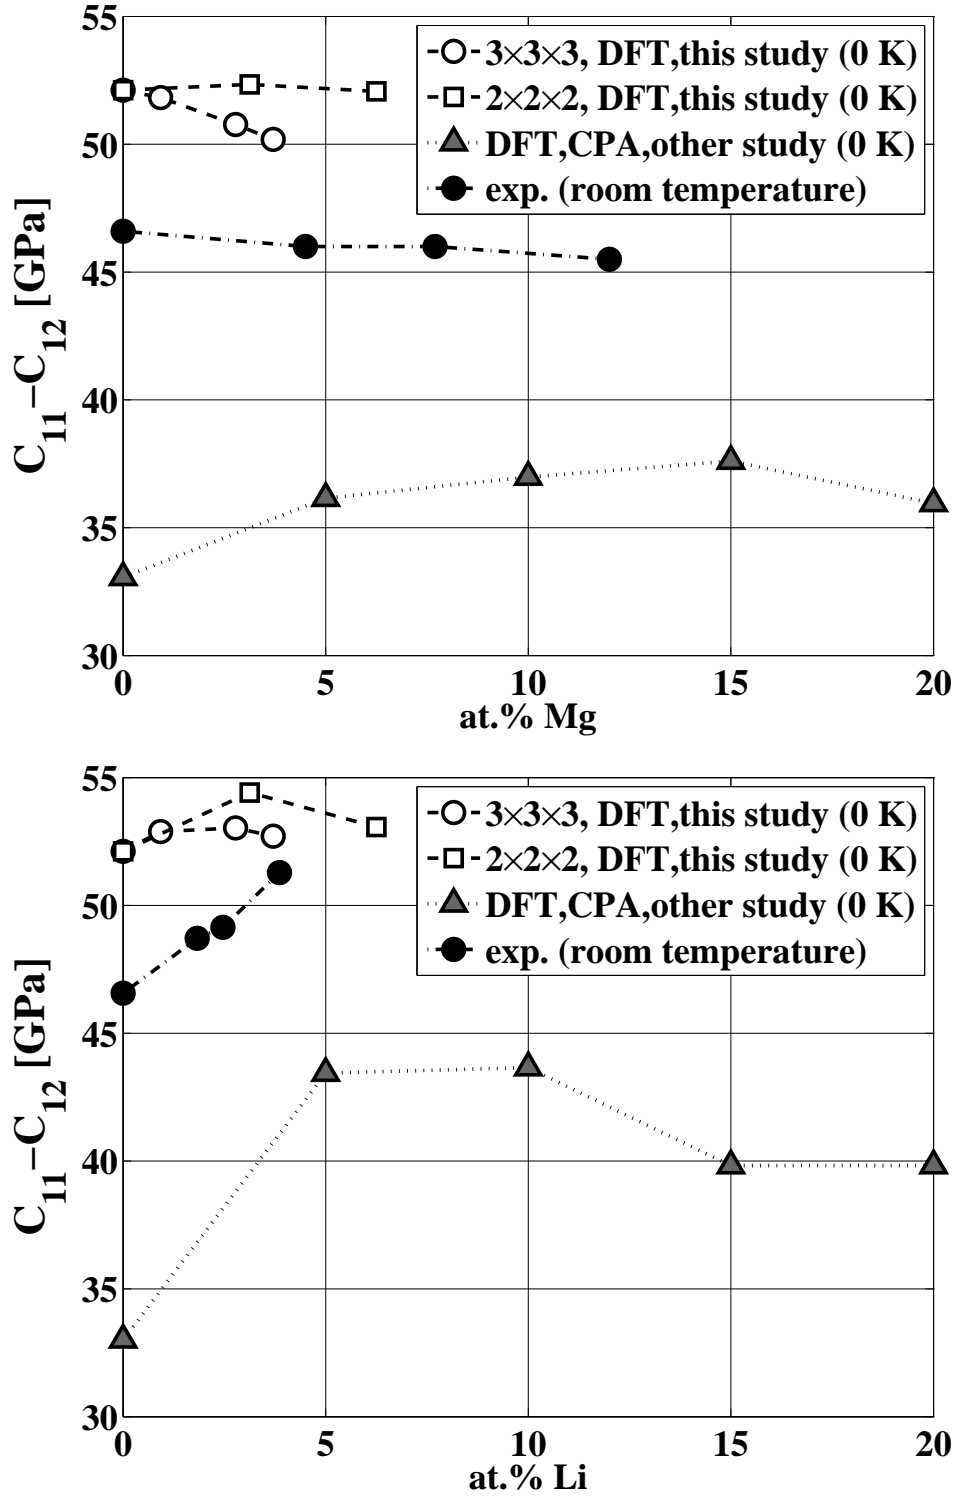 55
50
45
40
35
30
C11−C12 [GPa]
3×3×3, DFT,this study (0 K)
2×2×2, DFT,this study (0 K)
DFT,CPA,other study (0 K)
exp. (room temperature)
0 5 10 15 20
at.% Mg
55
50
45
40
35
30
C11−C12 [GPa]
3×3×3, DFT,this study (0 K)
2×2×2, DFT,this study (0 K)
DFT,CPA,other study (0 K)
exp. (room temperature)
0 5 10 15 20
at.% Li